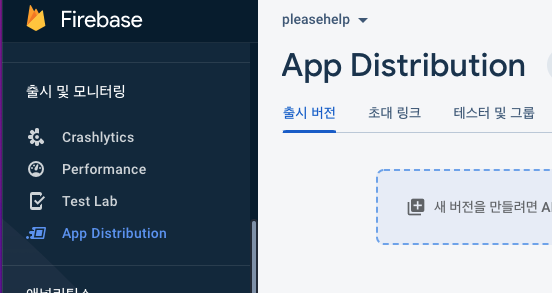 Firebase
출시 및 모니터링
Crashlytics
Performance
Test Lab
App Distribution
pleasehelp
App Distribution
출시 버전 초대 링크 테스터 및 그룹
새 버전을 만들려면